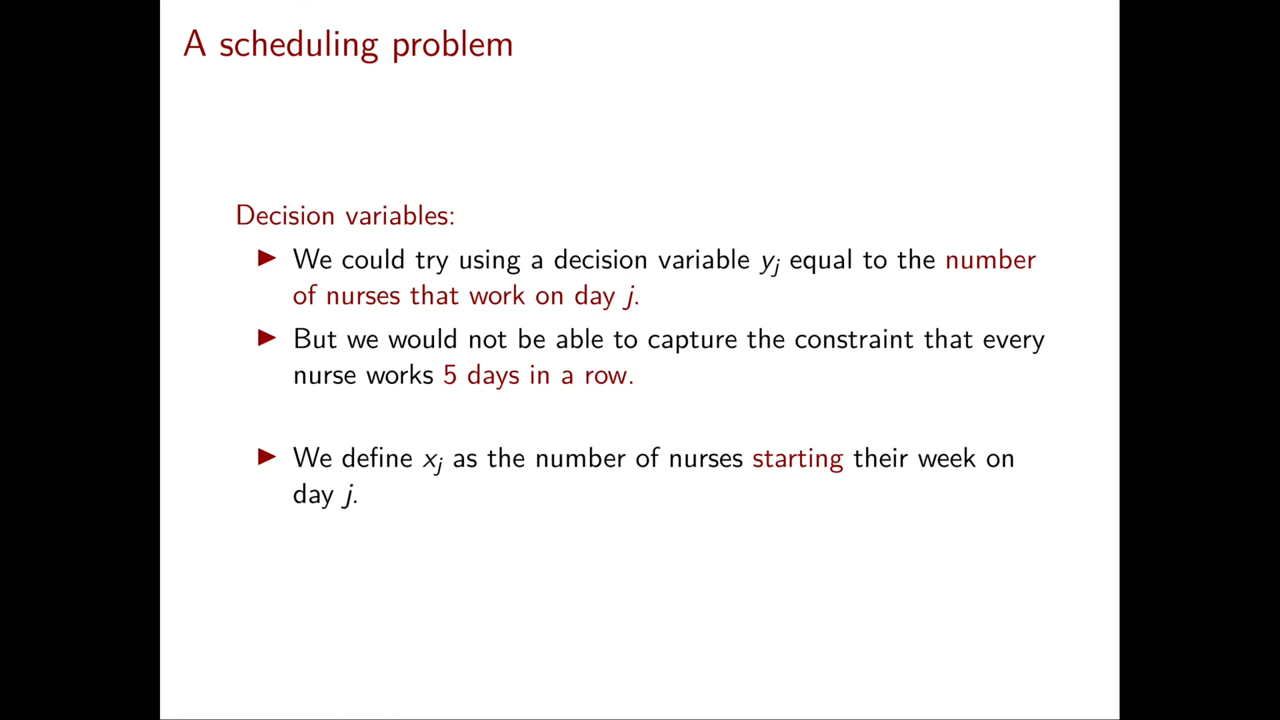 A scheduling problem
Decision variables:
▶ We could try using a decision variable yⱼ equal to the number
of nurses that work on day j.
▶ But we would not be able to capture the constraint that every
nurse works 5 days in a row.
▶ We define xⱼ as the number of nurses starting their week on
day j.